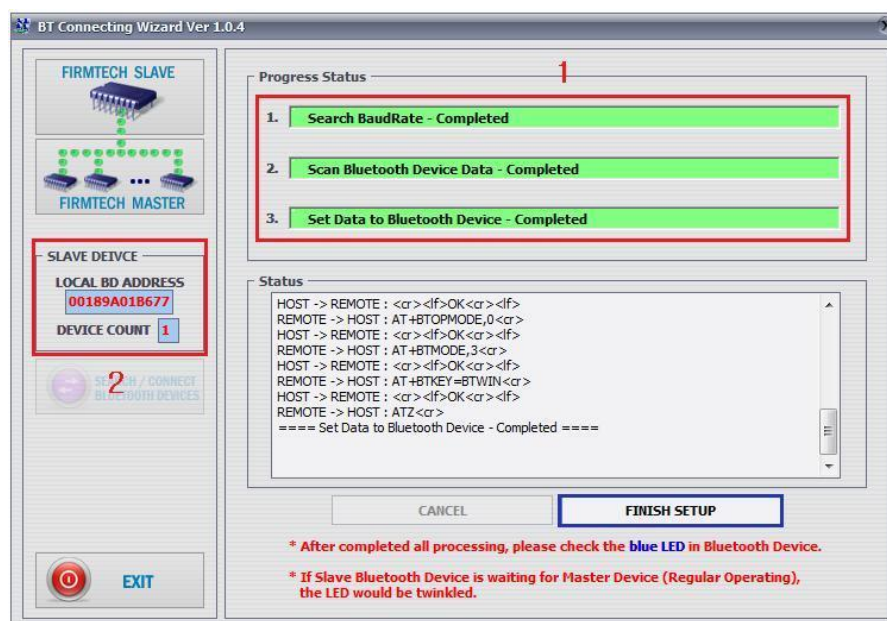 BT Connecting Wizard Ver 1.0.4
FIRMTECH SLAVE
FIRMTECH MASTER
SLAVE DEIVCE
LOCAL BD ADDRESS
00189A01B677
DEVICE COUNT 1
SEARCH / CONNECT
BLUETOOTH DEVICES
2
EXIT
Progress Status
1
1. Search BaudRate - Completed
2. Scan Bluetooth Device Data - Completed
3. Set Data to Bluetooth Device - Completed
Status
HOST -> REMOTE : <cr><lf>OK<cr><lf>
REMOTE -> HOST : AT+BTOPMODE,0<cr>
HOST -> REMOTE : <cr><lf>OK<cr><lf>
REMOTE -> HOST : AT+BTMODE,3<cr>
HOST -> REMOTE : <cr><lf>OK<cr><lf>
REMOTE -> HOST : AT+BTKEY=BTWIN<cr>
HOST -> REMOTE : <cr><lf>OK<cr><lf>
REMOTE -> HOST : ATZ<cr>
==== Set Data to Bluetooth Device - Completed ====
CANCEL
FINISH SETUP
* After completed all processing, please check the blue LED in Bluetooth Device.
* If Slave Bluetooth Device is waiting for Master Device (Regular Operating),
the LED would be twinkled.